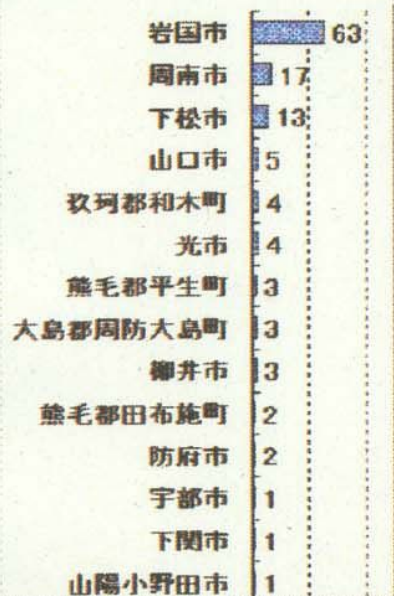 岩国市 63
周南市 17
下松市 13
山口市 5
玖珂郡和木町 4
光市 4
熊毛郡平生町 3
大島郡周防大島町 3
柳井市 3
熊毛郡田布施町 2
防府市 2
宇部市 1
下関市 1
山陽小野田市 1